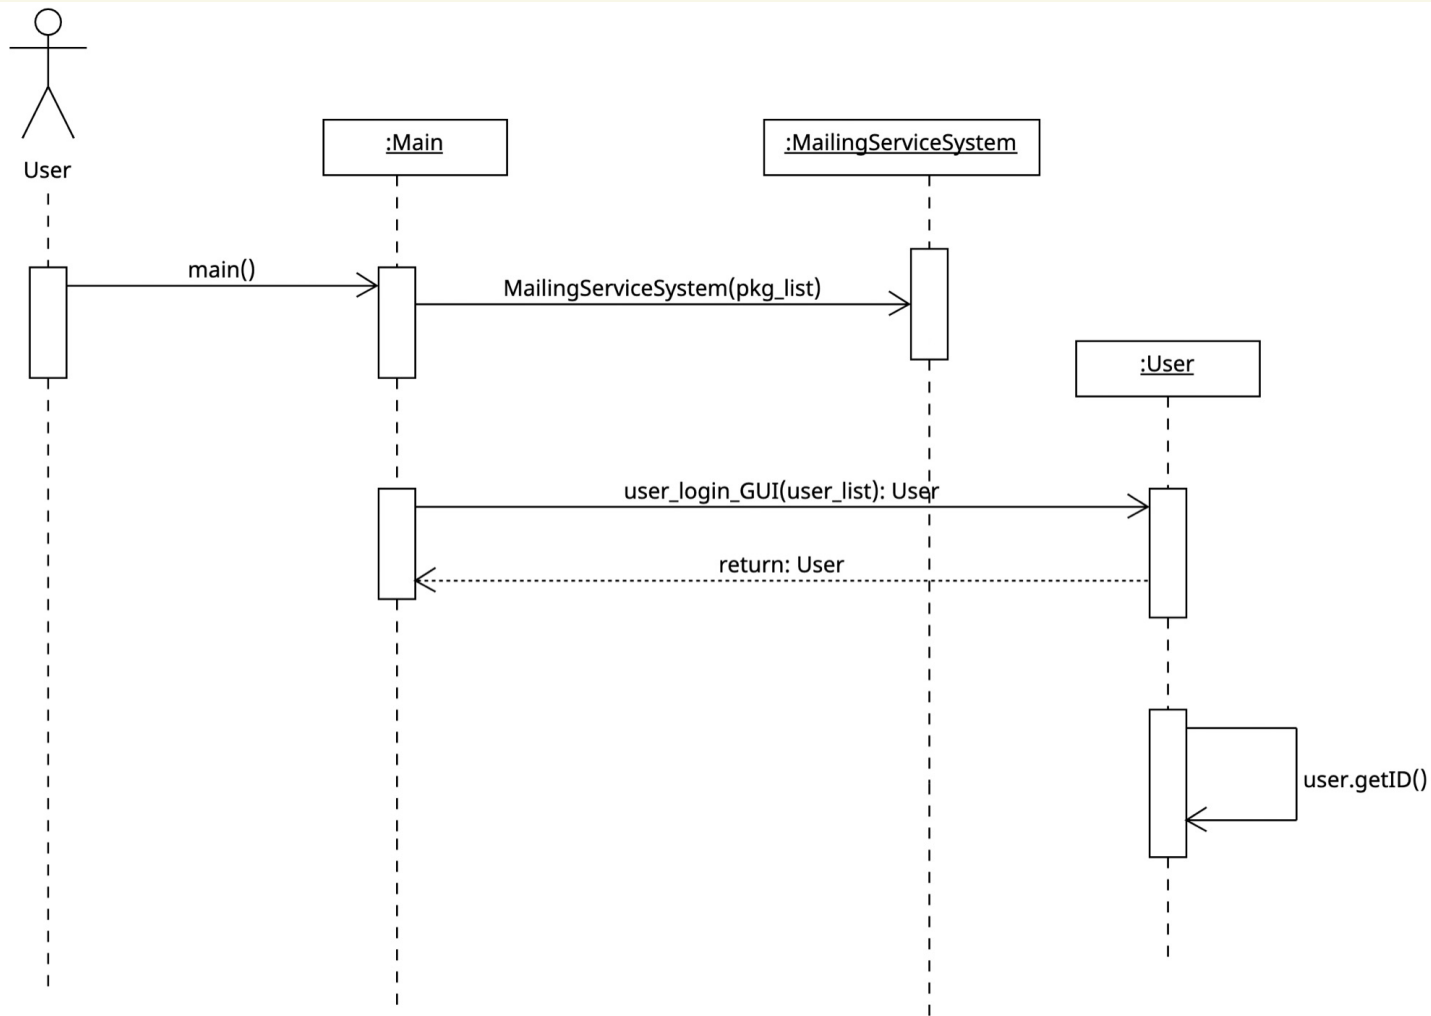 User
:Main
:MailingServiceSystem
main()
MailingServiceSystem(pkg_list)
:User
user_login_GUI(user_list): User
return: User
user.getID()